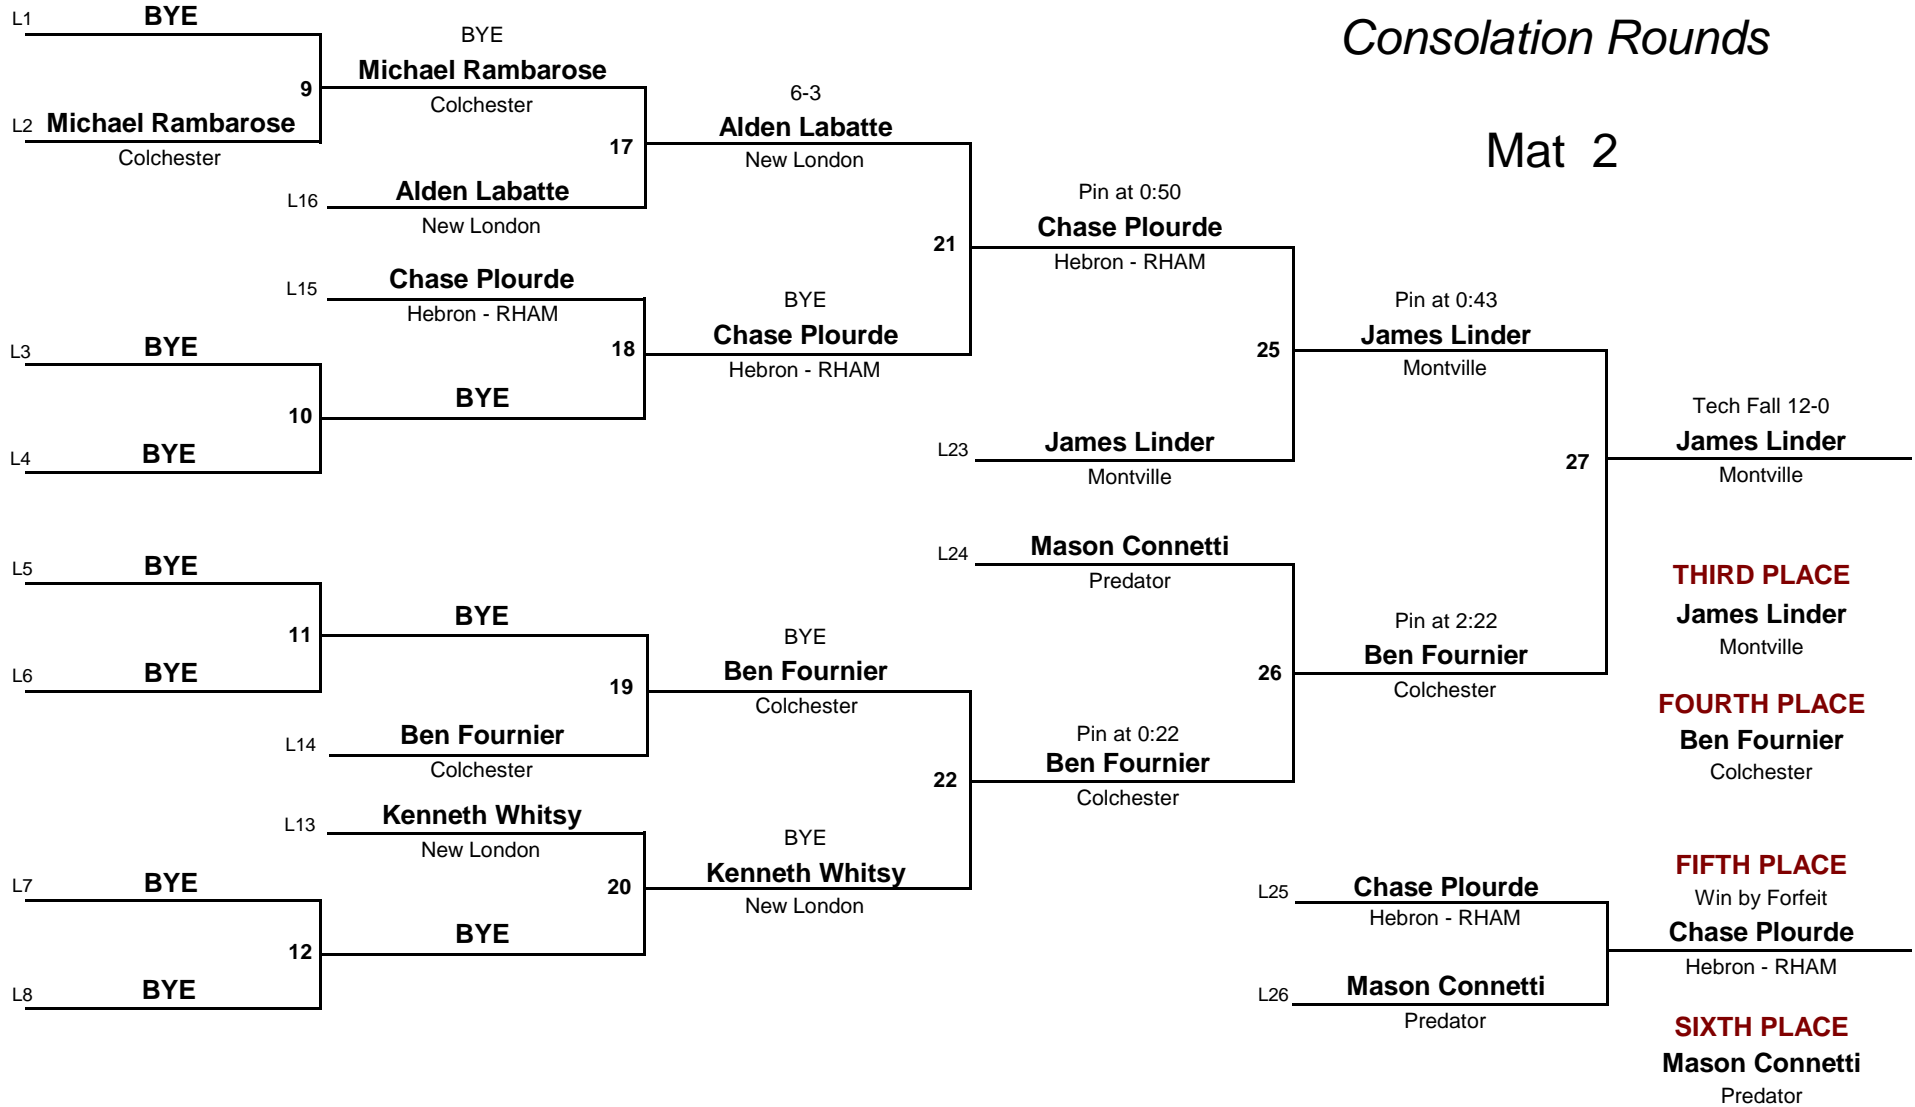 Consolation Rounds
Mat 2
L1 BYE
9
L2 Michael Rambarose
Colchester
BYE
Michael Rambarose
Colchester
17
L16 Alden Labatte
New London
6-3
Alden Labatte
New London
L15 Chase Plourde
Hebron - RHAM
18
L3 BYE
10
L4 BYE
BYE
BYE
Chase Plourde
Hebron - RHAM
21
Pin at 0:50
Chase Plourde
Hebron - RHAM
25
L23 James Linder
Montville
Pin at 0:43
James Linder
Montville
27
Tech Fall 12-0
James Linder
Montville
L5 BYE
11
L6 BYE
BYE
19
L14 Ben Fournier
Colchester
BYE
Ben Fournier
Colchester
L13 Kenneth Whitsy
New London
20
L7 BYE
12
L8 BYE
BYE
BYE
Kenneth Whitsy
New London
22
L24 Mason Connetti
Predator
26
Pin at 0:22
Ben Fournier
Colchester
Pin at 2:22
Ben Fournier
Colchester
THIRD PLACE
James Linder
Montville
FOURTH PLACE
Ben Fournier
Colchester
L25 Chase Plourde
Hebron - RHAM
L26 Mason Connetti
Predator
FIFTH PLACE
Win by Forfeit
Chase Plourde
Hebron - RHAM
SIXTH PLACE
Mason Connetti
Predator